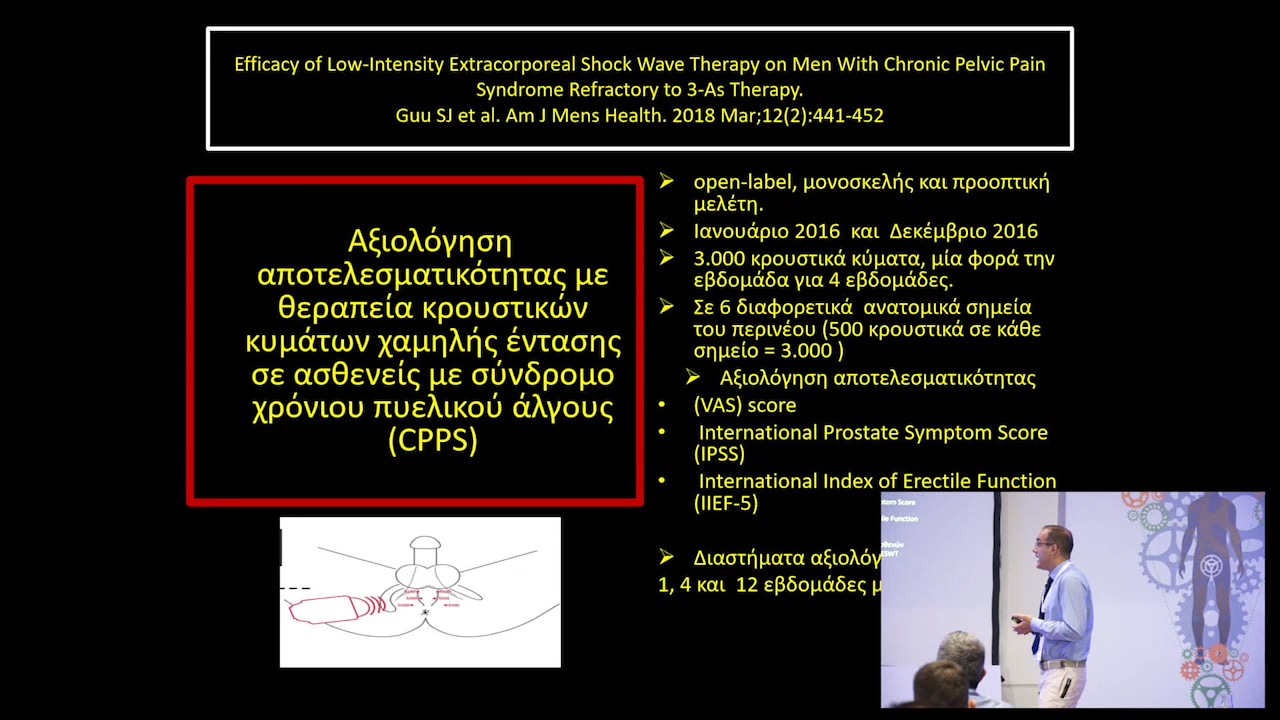 Efficacy of Low-Intensity Extracorporeal Shock Wave Therapy on Men With Chronic Pelvic Pain
Syndrome Refractory to 3-As Therapy.
Guu SJ et al. Am J Mens Health. 2018 Mar;12(2):441-452
Αξιολόγηση
αποτελεσματικότητας με
θεραπεία κρουστικών
κυμάτων χαμηλής έντασης
σε ασθενείς με σύνδρομο
χρόνιου πυελικού άλγους
(CPPS)
open-label, μονοσκελής και προοπτική
μελέτη.
Ιανουάριο 2016 και Δεκέμβριο 2016
3.000 κρουστικά κύματα, μία φορά την
εβδομάδα για 4 εβδομάδες.
Σε 6 διαφορετικά ανατομικά σημεία
του περινέου (500 κρουστικά σε κάθε
σημείο = 3.000 )
Αξιολόγηση αποτελεσματικότητας
• (VAS) score
• International Prostate Symptom Score
(IPSS)
• International Index of Erectile Function
(IIEF-5)
Διαστήματα αξιολόγ
1, 4 και 12 εβδομάδες μ
Score
Function